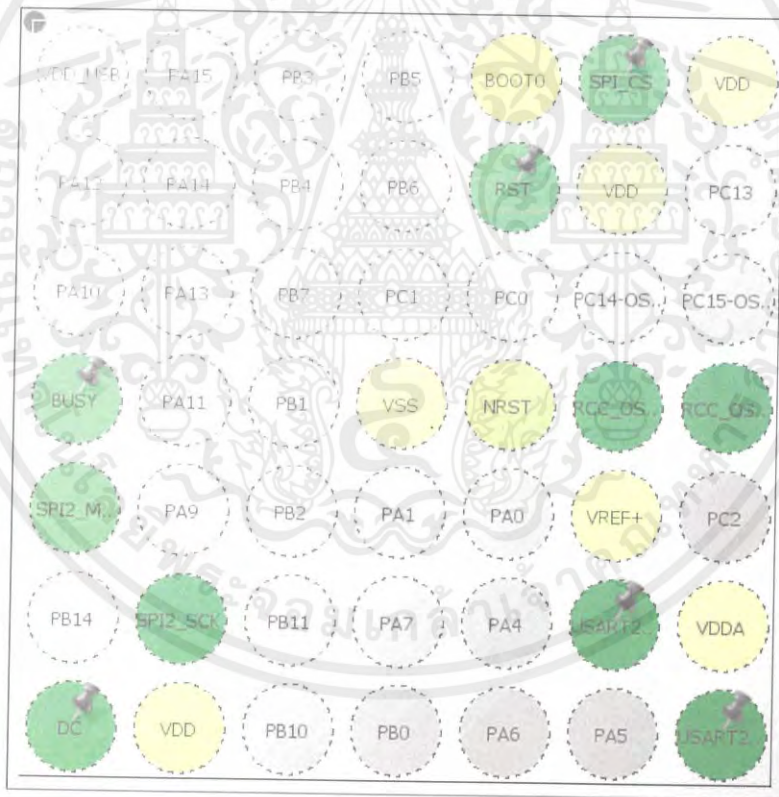 VDD_USB PA15 PB3 PB5 BOOT0 SPI_CS VDD
PA12 PA14 PB4 PB6 RST VDD PC13
PA10 PA13 PB7 PC1 PC0 PC14-OS.. PC15-OS..
BUSY PA11 PB1 VSS NRST RCC_OS.. RCC_OS..
SPI2_M.. PA9 PB2 PA1 PA0 VREF+ PC2
PB14 SPI2_SCK PB11 PA7 PA4 USART2.. VDDA
DC VDD PB10 PB0 PA6 PA5 USART2..